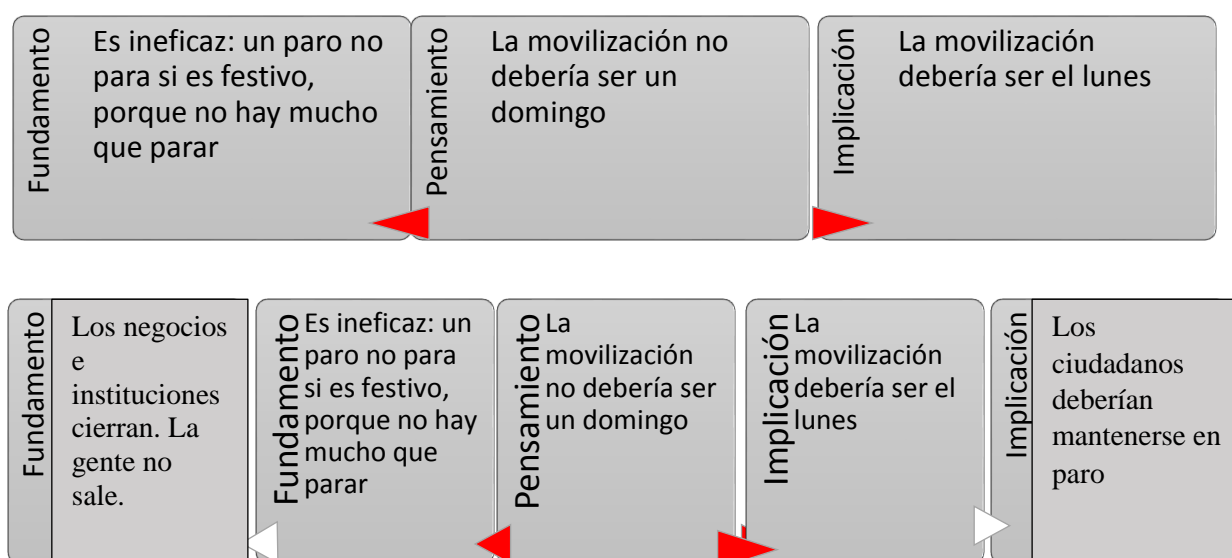 Fundamento
Es ineficaz: un paro no
para si es festivo,
porque no hay mucho
que parar
Pensamiento
La movilización no
debería ser un
domingo
Implicación
La movilización
debería ser el lunes
Fundamento
Los negocios
e
instituciones
cierran. La
gente no
sale.
Fundamento
Es ineficaz: un
paro no para
si es festivo,
porque no hay
mucho que
parar
Pensamiento
La
movilización
no debería ser
un domingo
Implicación
La
movilización
debería ser el
lunes
Implicación
Los
ciudadanos
deberían
mantenerse en
paro